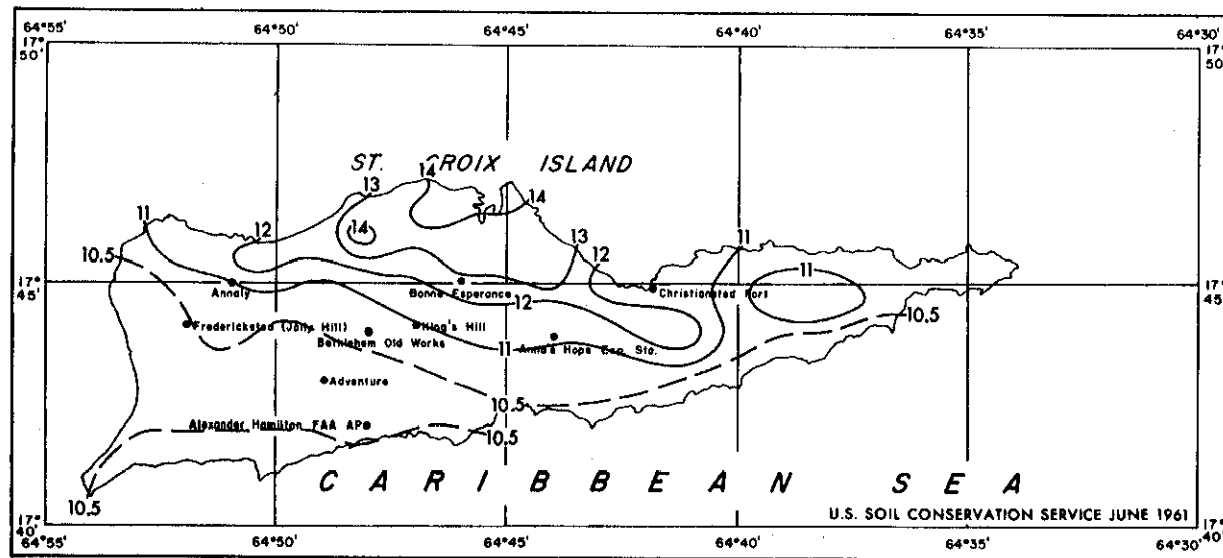 64°55' 64°50' 64°45' 64°40' 64°35' 64°30'
17° 50' 17° 50'
ST. CROIX ISLAND
14
13
14
11
12
14
13
12
11
10.5
11
17° 45' 17° 45'
Annaly
Bonne Esperance
Christiansted Fort
12
10.5
Fredericksted (Jolly Hill)
King's Hill
Bethlehem Old Works
11
Anna's Hope Exp Sta.
Adventure
10.5
Alexander Hamilton FAA AP
10.5
10.5
CARIBBEAN SEA
U.S. SOIL CONSERVATION SERVICE JUNE 1961
17° 40' 17° 40'
64°55' 64°50' 64°45' 64°40' 64°35' 64°30'